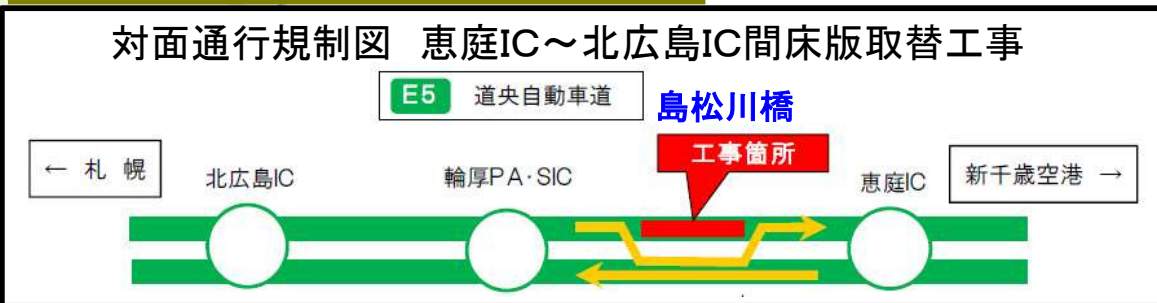 対面通行規制図　恵庭IC～北広島IC間床版取替工事
E5 道央自動車道
島松川橋
工事箇所
← 札 幌
北広島IC
輪厚PA・SIC
恵庭IC
新千歳空港 →